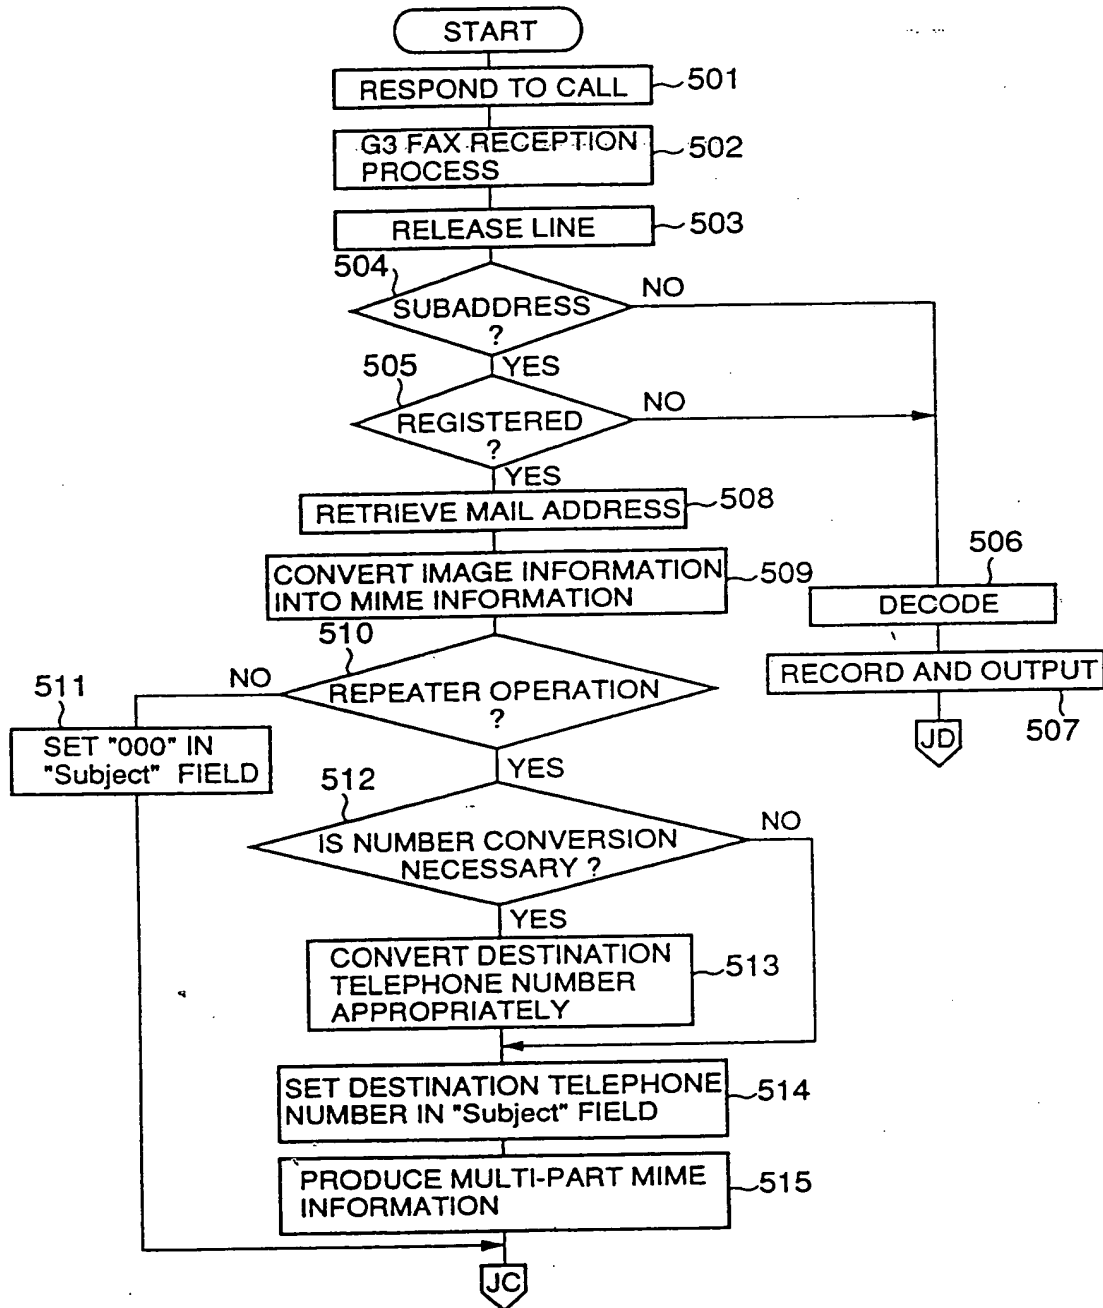 START
RESPOND TO CALL
501
G3 FAX RECEPTION
PROCESS
502
RELEASE LINE
503
504
SUBADDRESS
?
NO
YES
505
REGISTERED
?
NO
YES
RETRIEVE MAIL ADDRESS
508
CONVERT IMAGE INFORMATION
INTO MIME INFORMATION
509
506
DECODE
RECORD AND OUTPUT
507
JD
510
REPEATER OPERATION
?
NO
YES
511
SET "000" IN
"Subject" FIELD
512
IS NUMBER CONVERSION
NECESSARY ?
NO
YES
CONVERT DESTINATION
TELEPHONE NUMBER
APPROPRIATELY
513
SET DESTINATION TELEPHONE
NUMBER IN "Subject" FIELD
514
PRODUCE MULTI-PART MIME
INFORMATION
515
JC